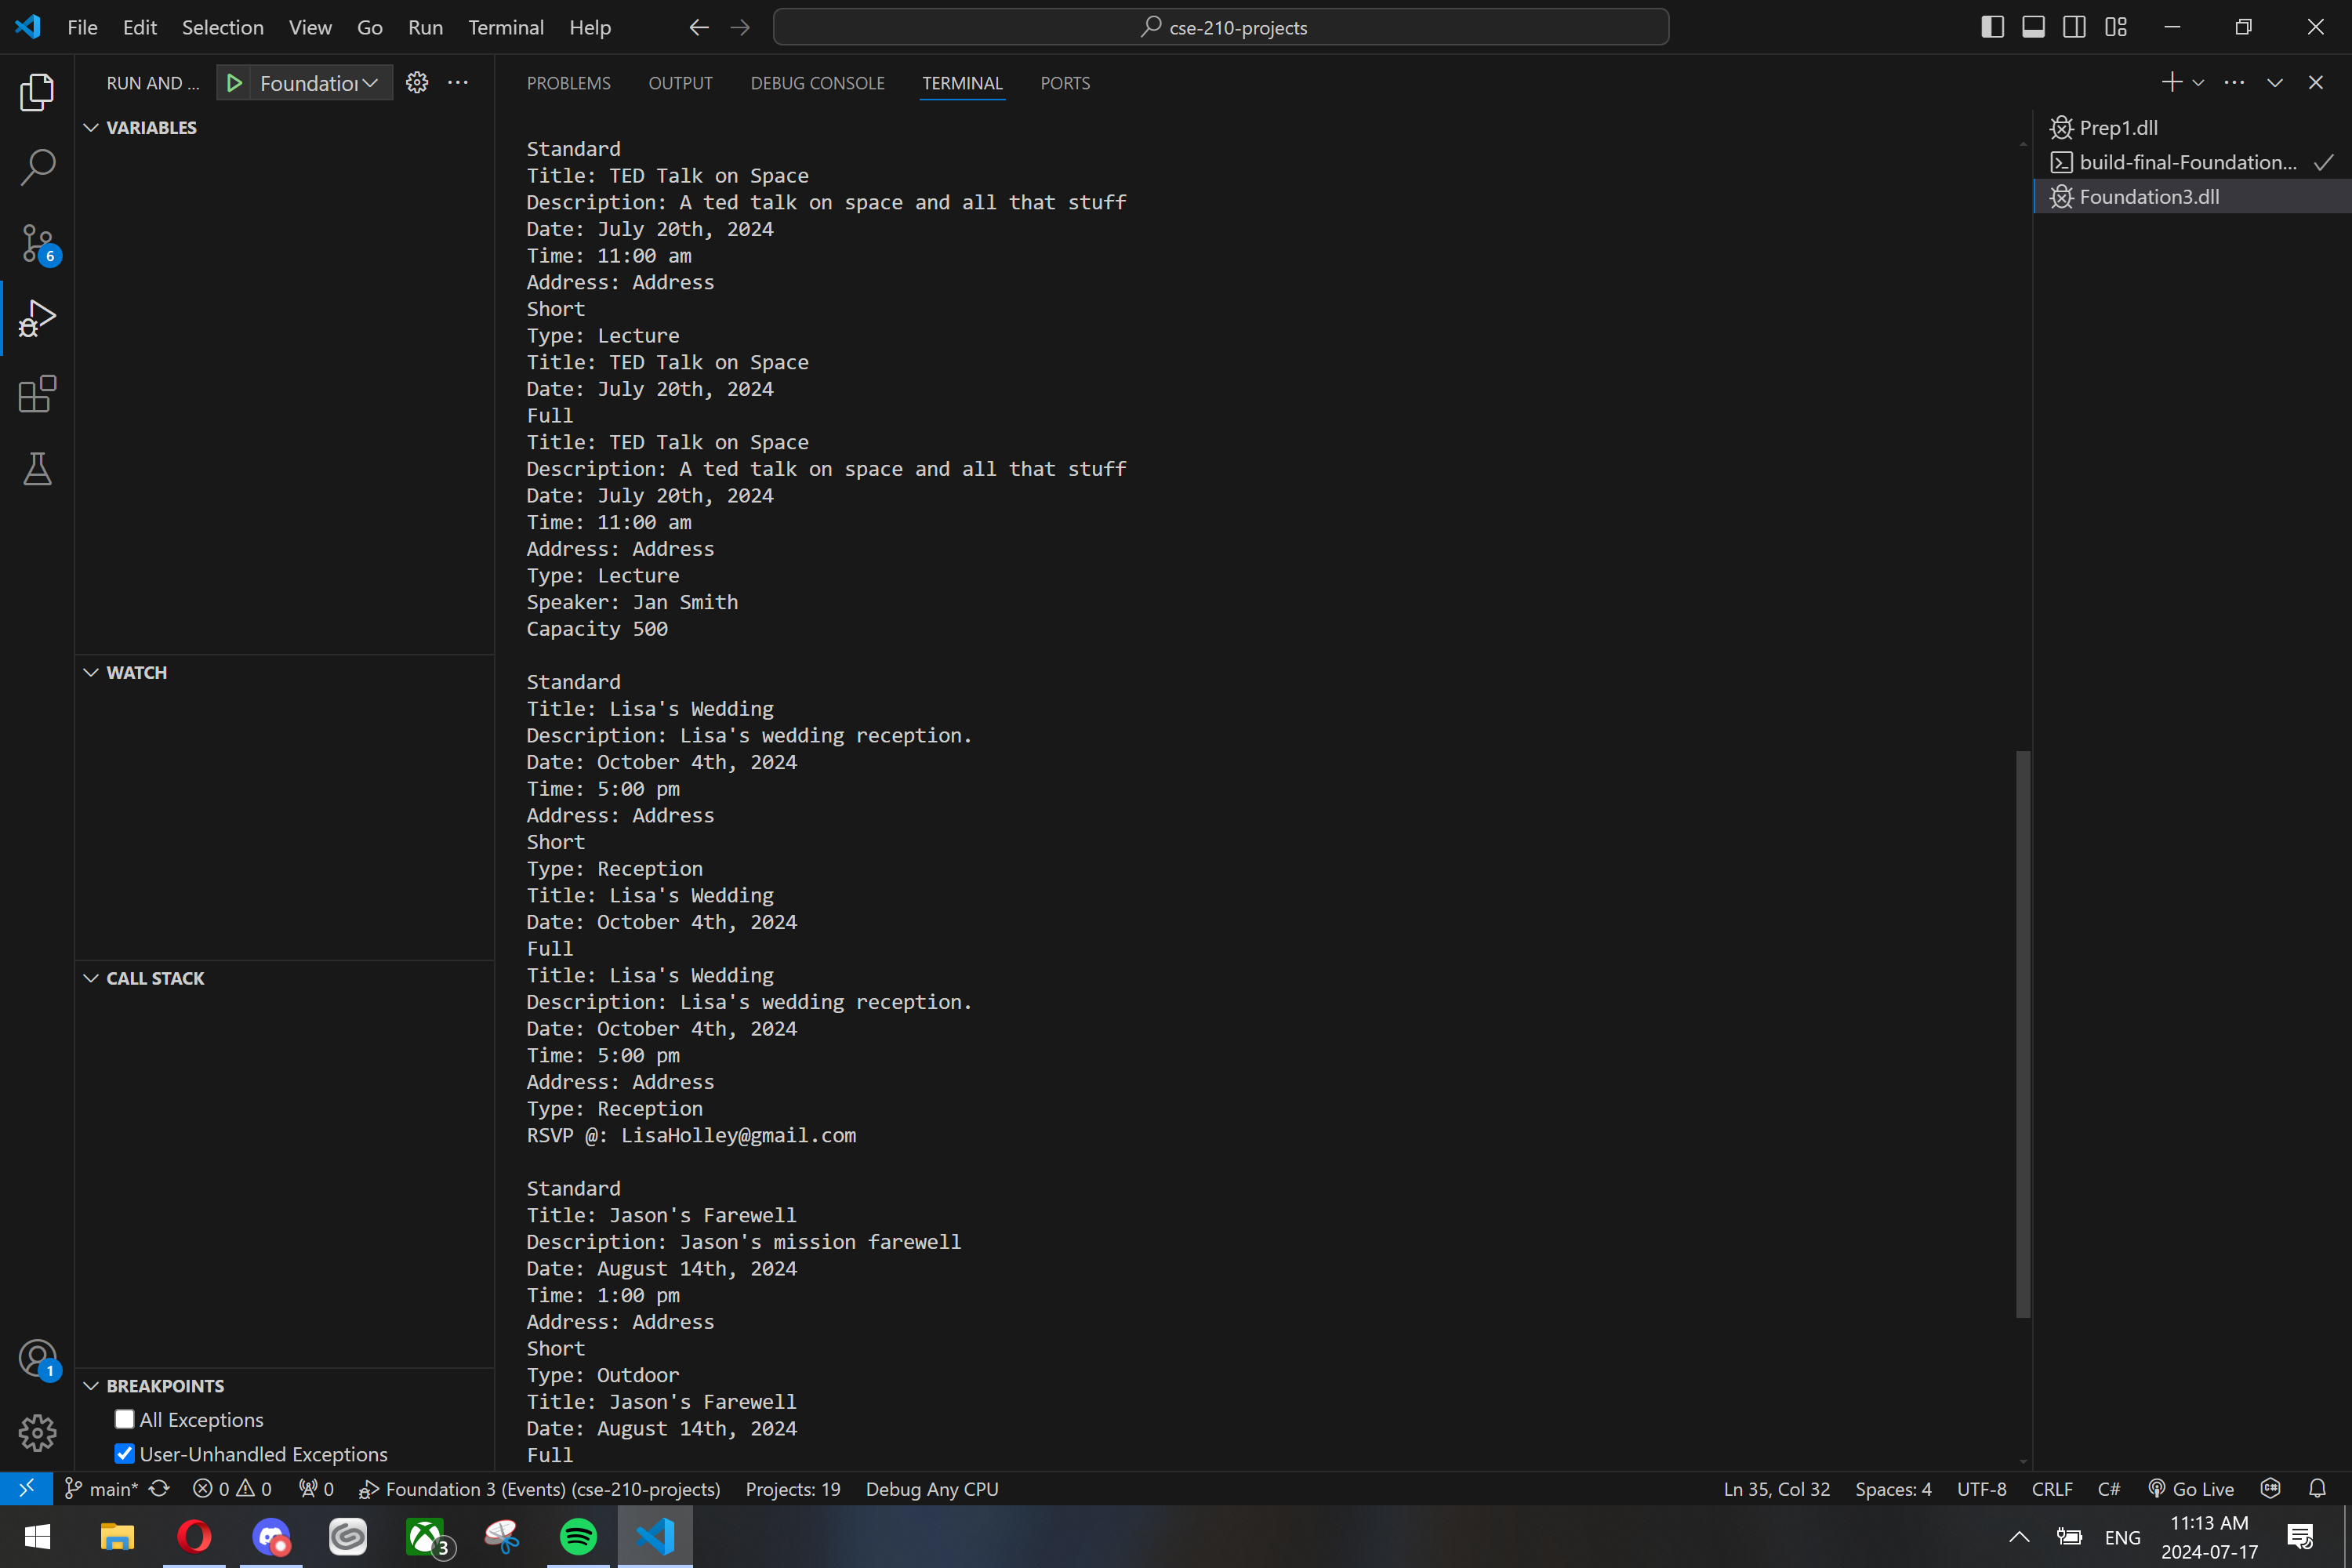 File Edit Selection View Go Run Terminal Help
cse-210-projects
RUN AND ...
Foundation
PROBLEMS OUTPUT DEBUG CONSOLE TERMINAL PORTS
VARIABLES
WATCH
CALL STACK
BREAKPOINTS
All Exceptions
User-Unhandled Exceptions
6
1
Standard
Title: TED Talk on Space
Description: A ted talk on space and all that stuff
Date: July 20th, 2024
Time: 11:00 am
Address: Address
Short
Type: Lecture
Title: TED Talk on Space
Date: July 20th, 2024
Full
Title: TED Talk on Space
Description: A ted talk on space and all that stuff
Date: July 20th, 2024
Time: 11:00 am
Address: Address
Type: Lecture
Speaker: Jan Smith
Capacity 500
Standard
Title: Lisa's Wedding
Description: Lisa's wedding reception.
Date: October 4th, 2024
Time: 5:00 pm
Address: Address
Short
Type: Reception
Title: Lisa's Wedding
Date: October 4th, 2024
Full
Title: Lisa's Wedding
Description: Lisa's wedding reception.
Date: October 4th, 2024
Time: 5:00 pm
Address: Address
Type: Reception
RSVP @: LisaHolley@gmail.com
Standard
Title: Jason's Farewell
Description: Jason's mission farewell
Date: August 14th, 2024
Time: 1:00 pm
Address: Address
Short
Type: Outdoor
Title: Jason's Farewell
Date: August 14th, 2024
Full
Prep1.dll
build-final-Foundation...
Foundation3.dll
main* 0 0 0 Foundation 3 (Events) (cse-210-projects) Projects: 19 Debug Any CPU Ln 35, Col 32 Spaces: 4 UTF-8 CRLF C# Go Live
3
ENG
11:13 AM
2024-07-17